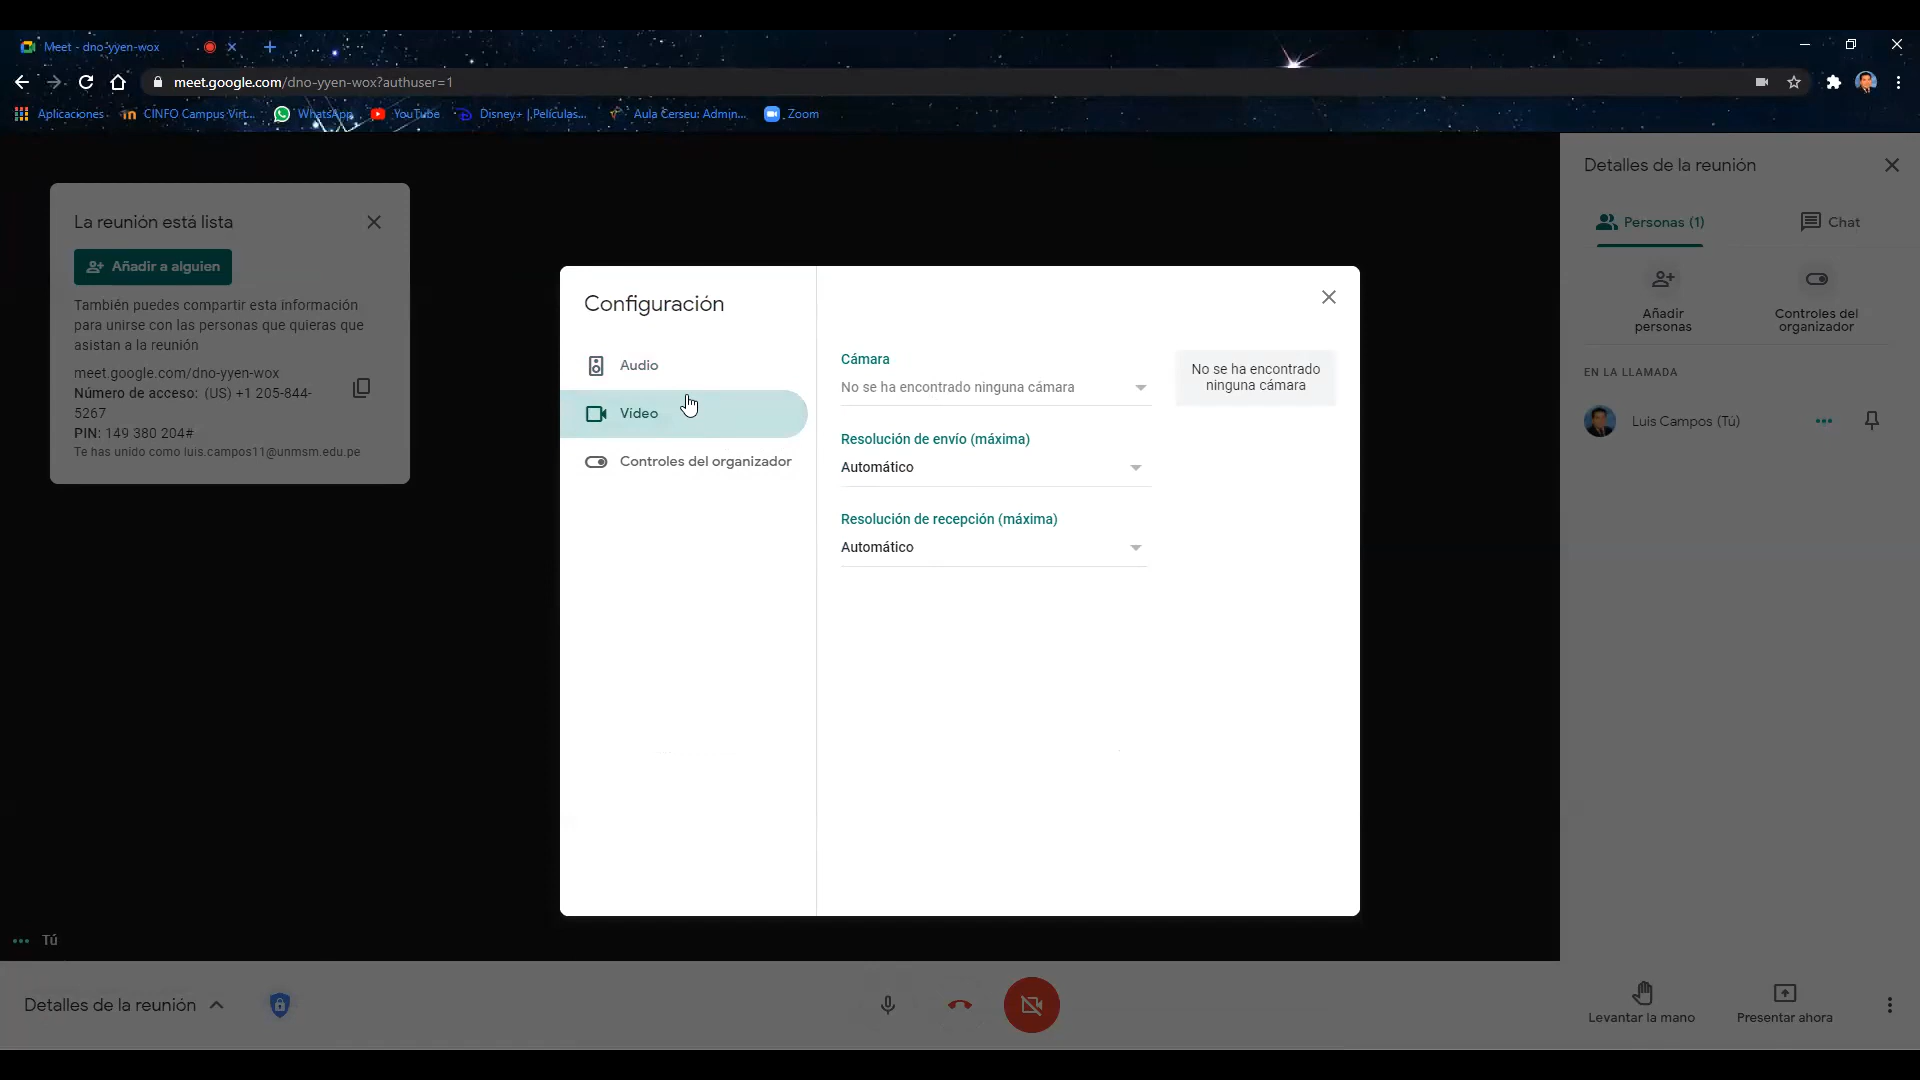 Meet - dno-yyen-wox
meet.google.com/dno-yyen-wox?authuser=1
Aplicaciones
CINFO Campus Virt...
WhatsApp
YouTube
Disney+ | Películas...
Aula Cerseu: Admin...
Zoom
La reunión está lista
Añadir a alguien
También puedes compartir esta información
para unirse con las personas que quieras que
asistan a la reunión
meet.google.com/dno-yyen-wox
Número de acceso: (US) +1 205-844-
5267
PIN: 149 380 204#
Te has unido como luis.campos11@unmsm.edu.pe
Configuración
Audio
Vídeo
Controles del organizador
Cámara
No se ha encontrado ninguna cámara
No se ha encontrado
ninguna cámara
Resolución de envío (máxima)
Automático
Resolución de recepción (máxima)
Automático
Detalles de la reunión
Personas (1)
Chat
Añadir
personas
Controles del
organizador
EN LA LLAMADA
Luis Campos (Tú)
Tú
Detalles de la reunión
Levantar la mano
Presentar ahora